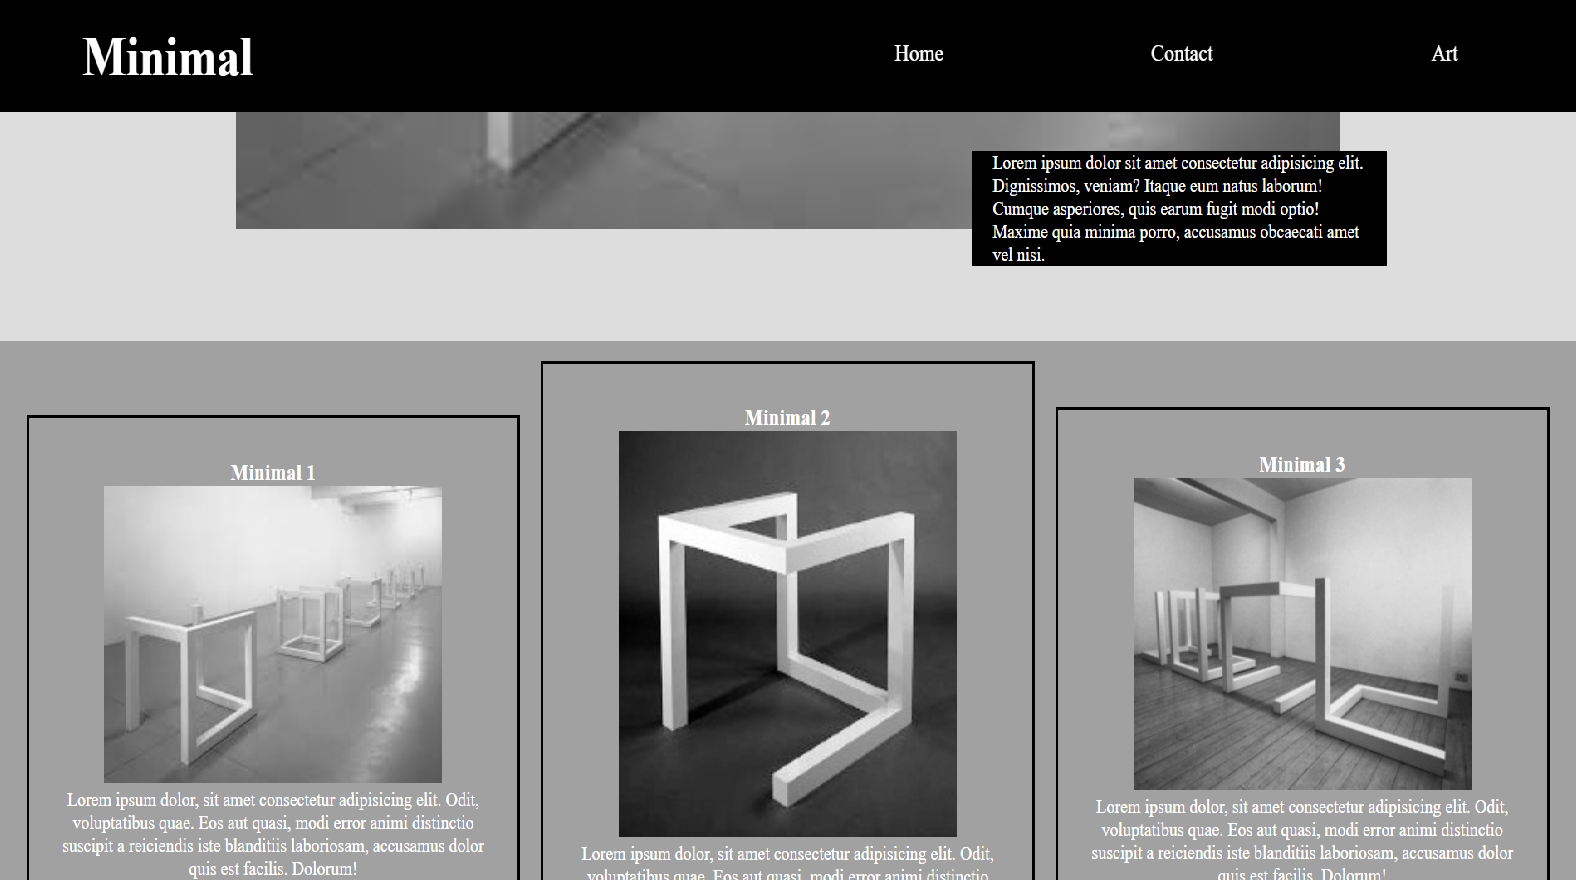 Minimal
Home
Contact
Art
Lorem ipsum dolor sit amet consectetur adipisicing elit.
Dignissimos, veniam? Itaque eum natus laborum!
Cumque asperiores, quis earum fugit modi optio!
Maxime quia minima porro, accusamus obcaecati amet
vel nisi.
Minimal 1
Lorem ipsum dolor, sit amet consectetur adipisicing elit. Odit,
voluptatibus quae. Eos aut quasi, modi error animi distinctio
suscipit a reiciendis iste blanditiis laboriosam, accusamus dolor
quis est facilis. Dolorum!
Minimal 2
Lorem ipsum dolor, sit amet consectetur adipisicing elit. Odit,
voluptatibus quae. Eos aut quasi, modi error animi distinctio
Minimal 3
Lorem ipsum dolor, sit amet consectetur adipisicing elit. Odit,
voluptatibus quae. Eos aut quasi, modi error animi distinctio
suscipit a reiciendis iste blanditiis laboriosam, accusamus dolor
quis est facilis. Dolorum!